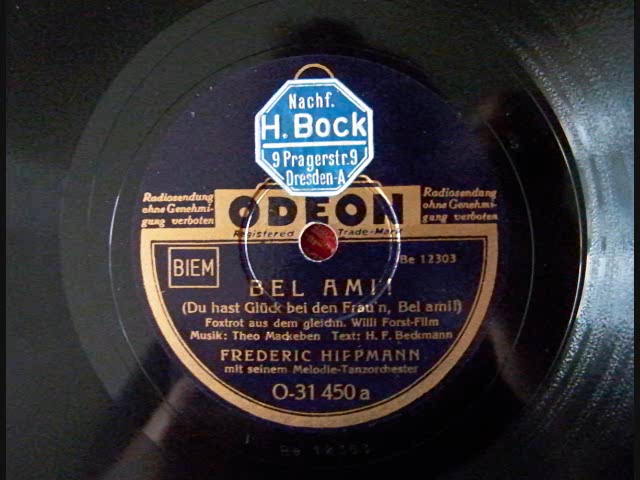 Nachf.
H. Bock
9 Pragerstr. 9
Dresden-A
Radiosendung
ohne Genehmi-
gung verboten
ODEON
Registered Trade-Mark
Radiosendung
ohne Genehmi-
gung verboten
BIEM
Be 12303
BEL AMI!
(Du hast Glück bei den Frau'n, Bel ami!)
Foxtrot aus dem gleichn. Willi Forst-Film
Musik: Theo Mackeben Text: H. F. Beckmann
FREDERIC HIPPMANN
mit seinem Melodie-Tanzorchester
O-31 450 a
Be 12303